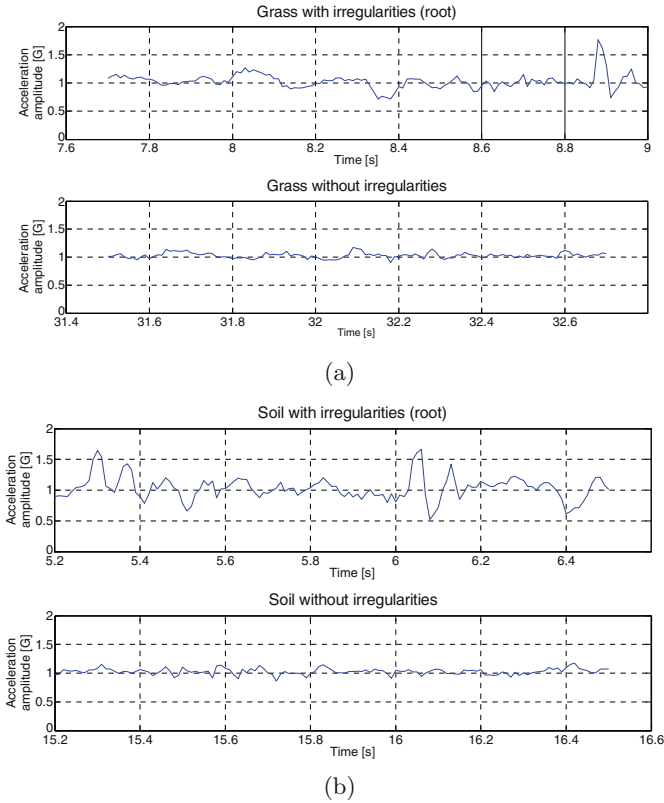 Grass with irregularities (root)
Acceleration
amplitude [G]
2
1.5
1
0.5
0
7.6 7.8 8 8.2 8.4 8.6 8.8 9
Time [s]
Grass without irregularities
Acceleration
amplitude [G]
2
1.5
1
0.5
0
31.4 31.6 31.8 32 32.2 32.4 32.6
Time [s]
(a)
Soil with irregularities (root)
Acceleration
amplitude [G]
2
1.5
1
0.5
0
5.2 5.4 5.6 5.8 6 6.2 6.4
Time [s]
Soil without irregularities
Acceleration
amplitude [G]
2
1.5
1
0.5
0
15.2 15.4 15.6 15.8 16 16.2 16.4 16.6
Time [s]
(b)